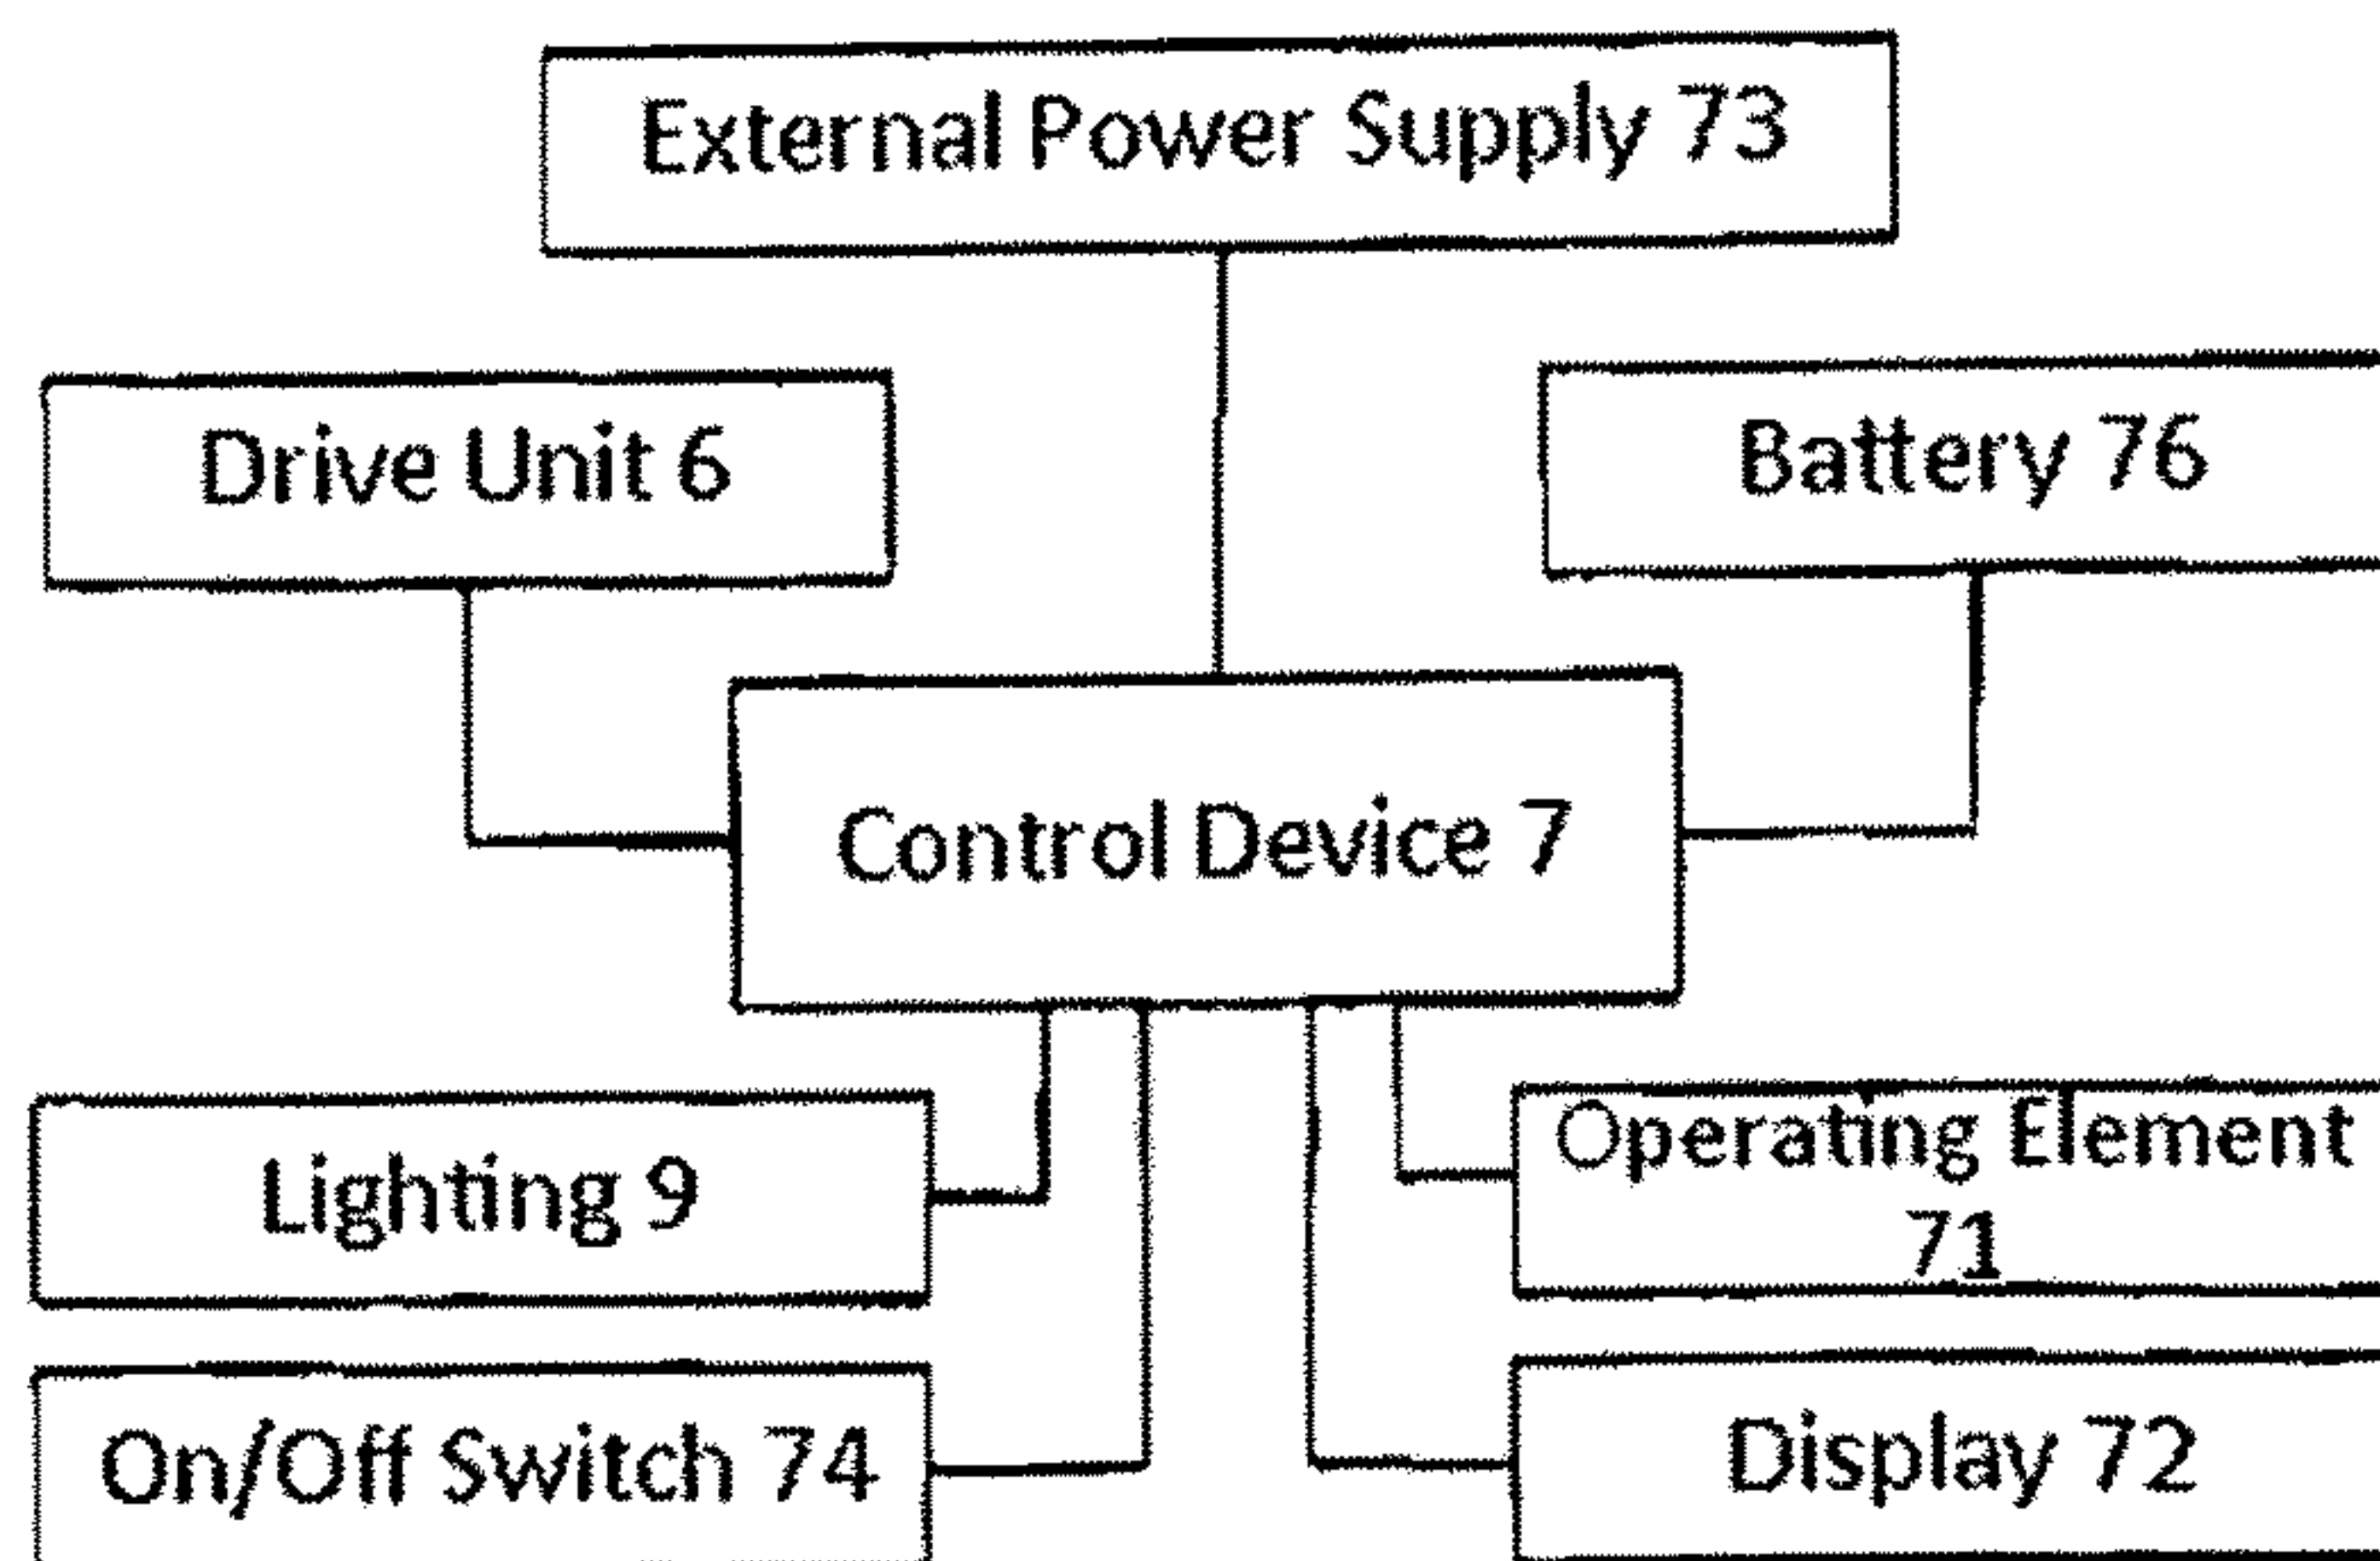 External Power Supply 73
Drive Unit 6
Battery 76
Control Device 7
Lighting 9
Operating Element
71
On/Off Switch 74
Display 72